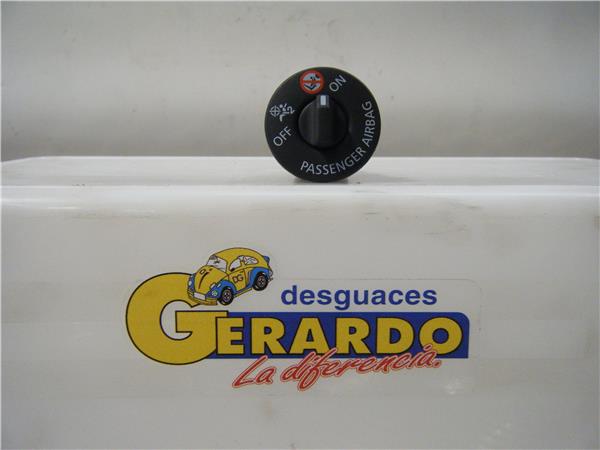 ON
OFF
PASSENGER AIRBAG
desguaces
GERARDO
La diferencia.